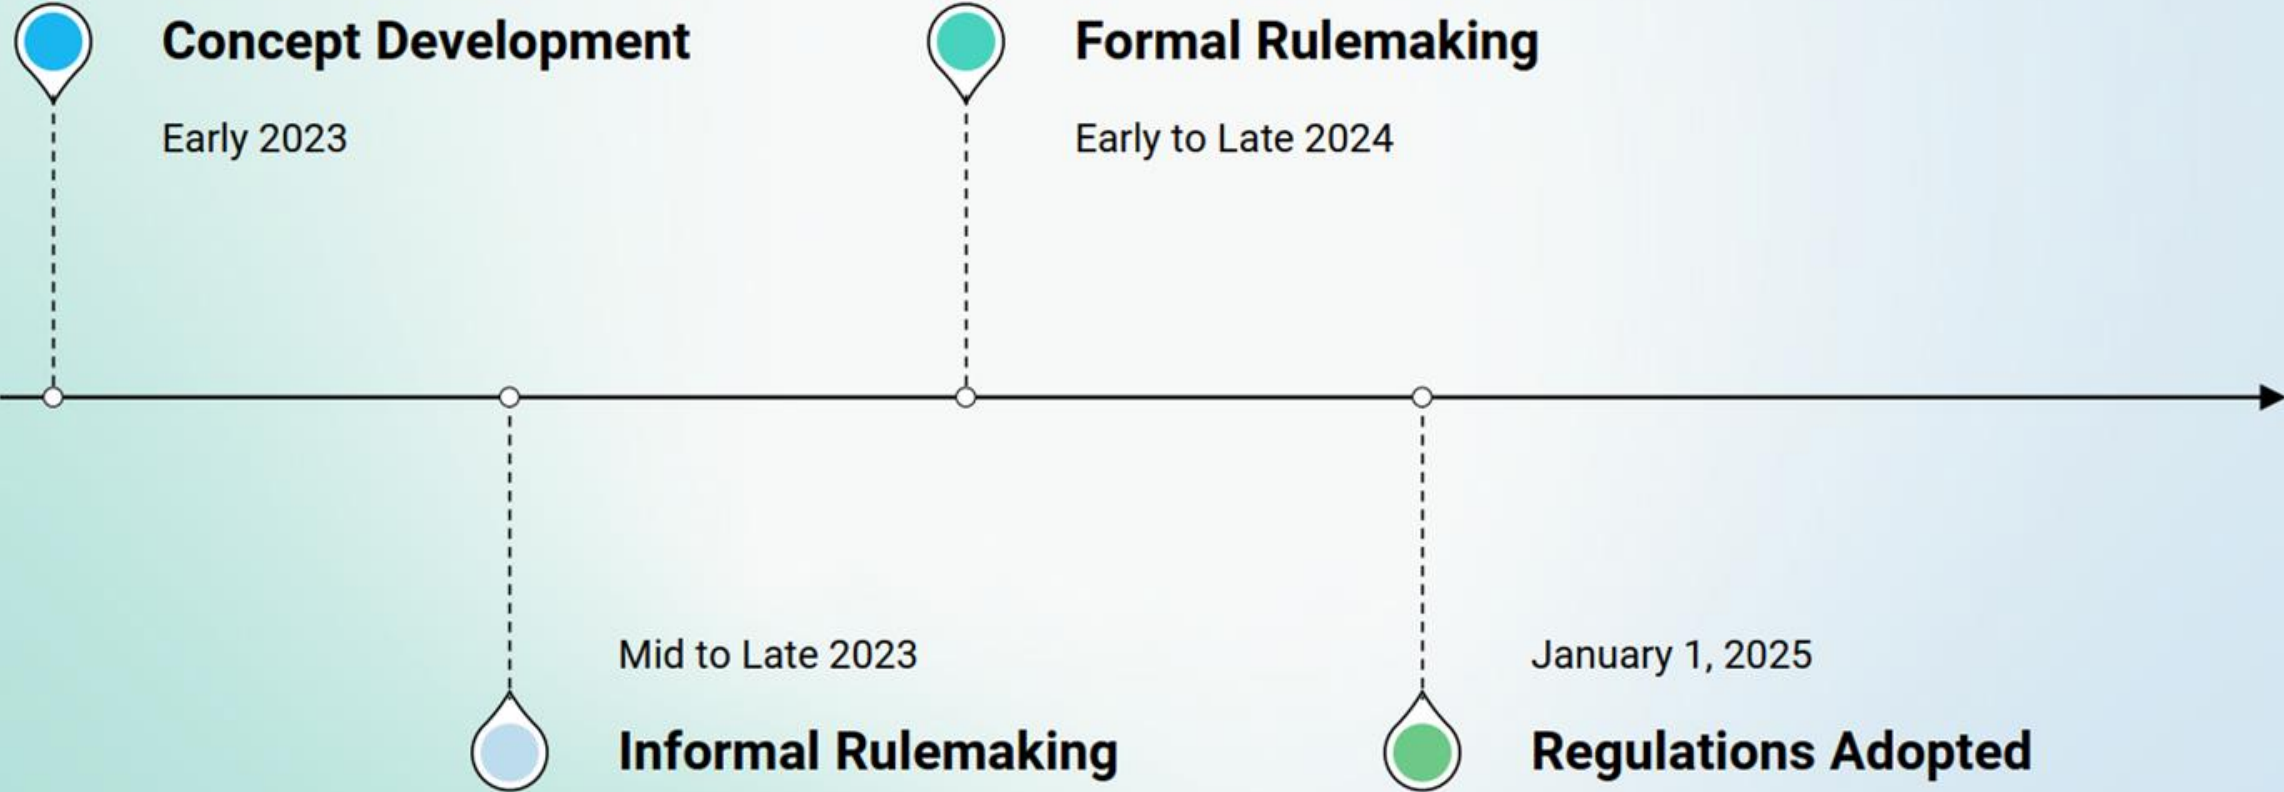 Concept Development
Early 2023
Formal Rulemaking
Early to Late 2024
Mid to Late 2023
Informal Rulemaking
January 1, 2025
Regulations Adopted